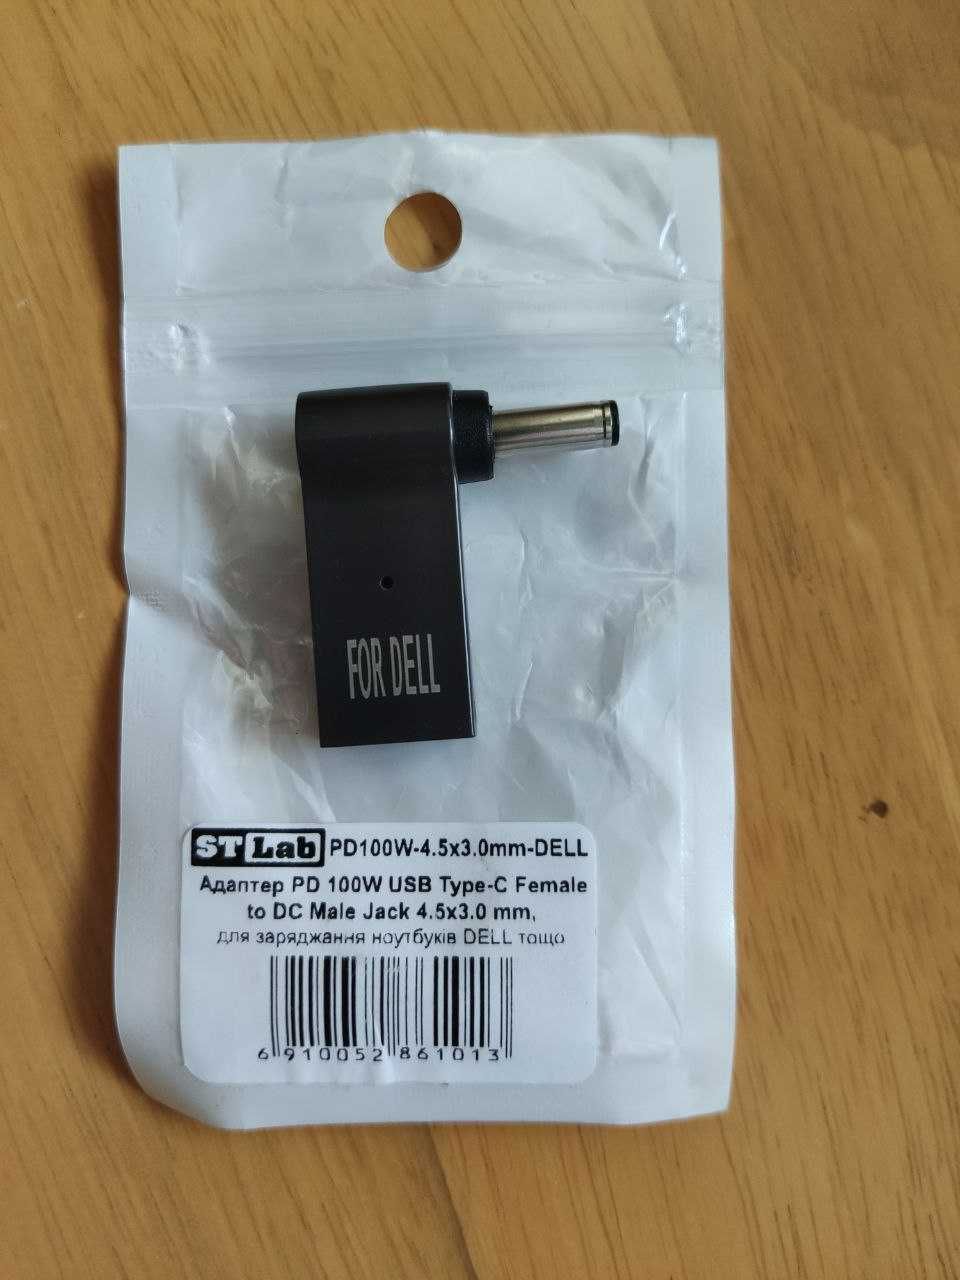 FOR DELL
ST Lab PD100W-4.5x3.0mm-DELL
Адаптер PD 100W USB Type-C Female
to DC Male Jack 4.5x3.0 mm,
для заряджання ноутбуків DELL тощо
6 910052 861013